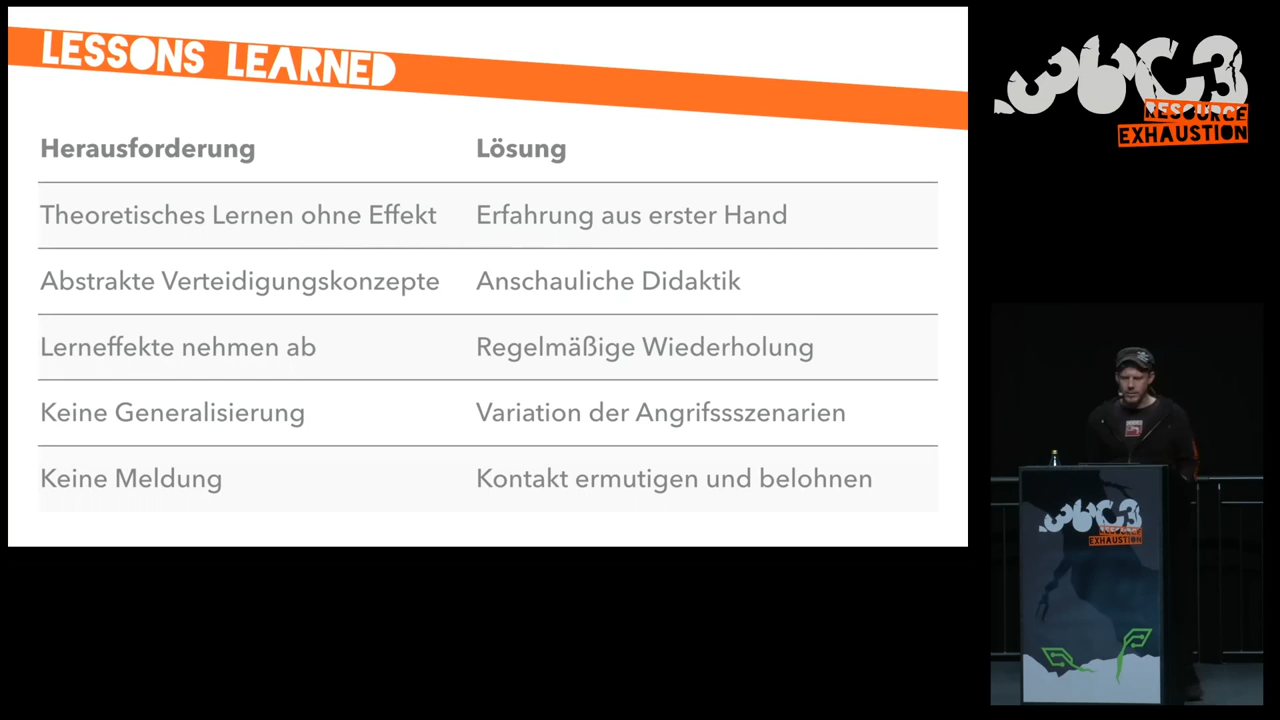 LESSONS LEARNED
Herausforderung Lösung
Theoretisches Lernen ohne Effekt Erfahrung aus erster Hand
Abstrakte Verteidigungskonzepte Anschauliche Didaktik
Lerneffekte nehmen ab Regelmäßige Wiederholung
Keine Generalisierung Variation der Angrifssszenarien
Keine Meldung Kontakt ermutigen und belohnen
36C3
RESOURCE
EXHAUSTION
36C3
RESOURCE
EXHAUSTION